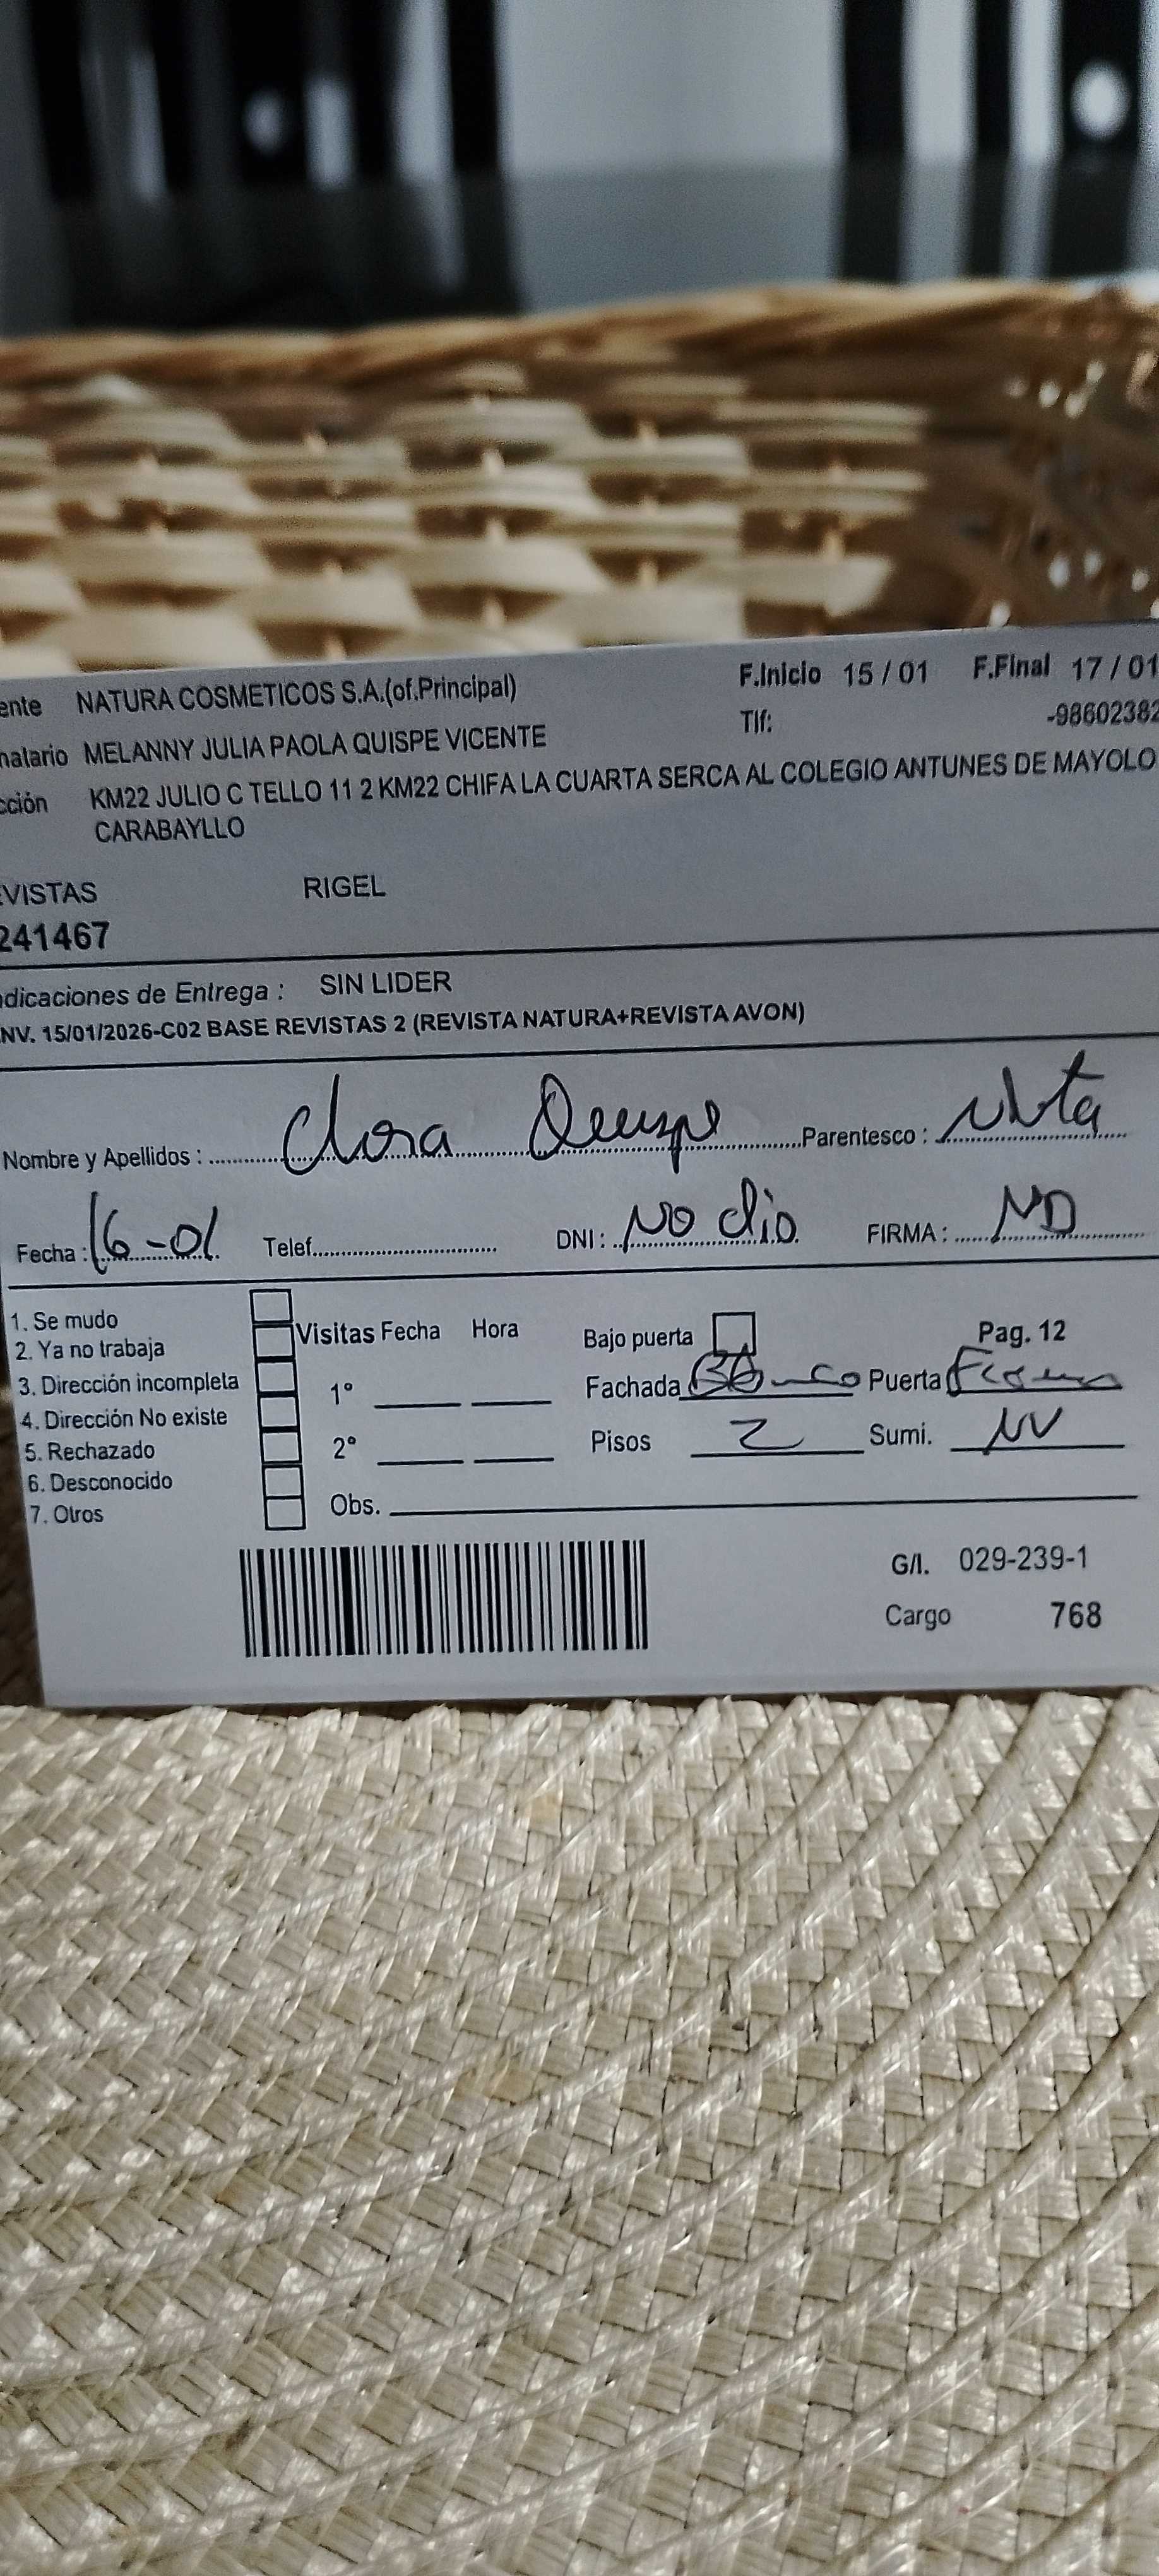 ente NATURA COSMETICOS S.A.(of.Principal) F.Inicio 15 / 01 F.Final 17 / 01
natario MELANNY JULIA PAOLA QUISPE VICENTE Tlf: -98602382
cción KM22 JULIO C TELLO 11 2 KM22 CHIFA LA CUARTA SERCA AL COLEGIO ANTUNES DE MAYOLO
CARABAYLLO
EVISTAS RIGEL
241467
ndicaciones de Entrega : SIN LIDER
NV. 15/01/2026-C02 BASE REVISTAS 2 (REVISTA NATURA+REVISTA AVON)
Nombre y Apellidos : Quispe Parentesco :
Fecha : 16-01 Telef. DNI : NO dio FIRMA : ND
1. Se mudo
2. Ya no trabaja Visitas Fecha Hora Bajo puerta Pag. 12
3. Dirección incompleta 1° Fachada Puerta
4. Dirección No existe
5. Rechazado 2° Pisos 2 Sumi. NV
6. Desconocido
7. Otros Obs.
G/I. 029-239-1
Cargo 768